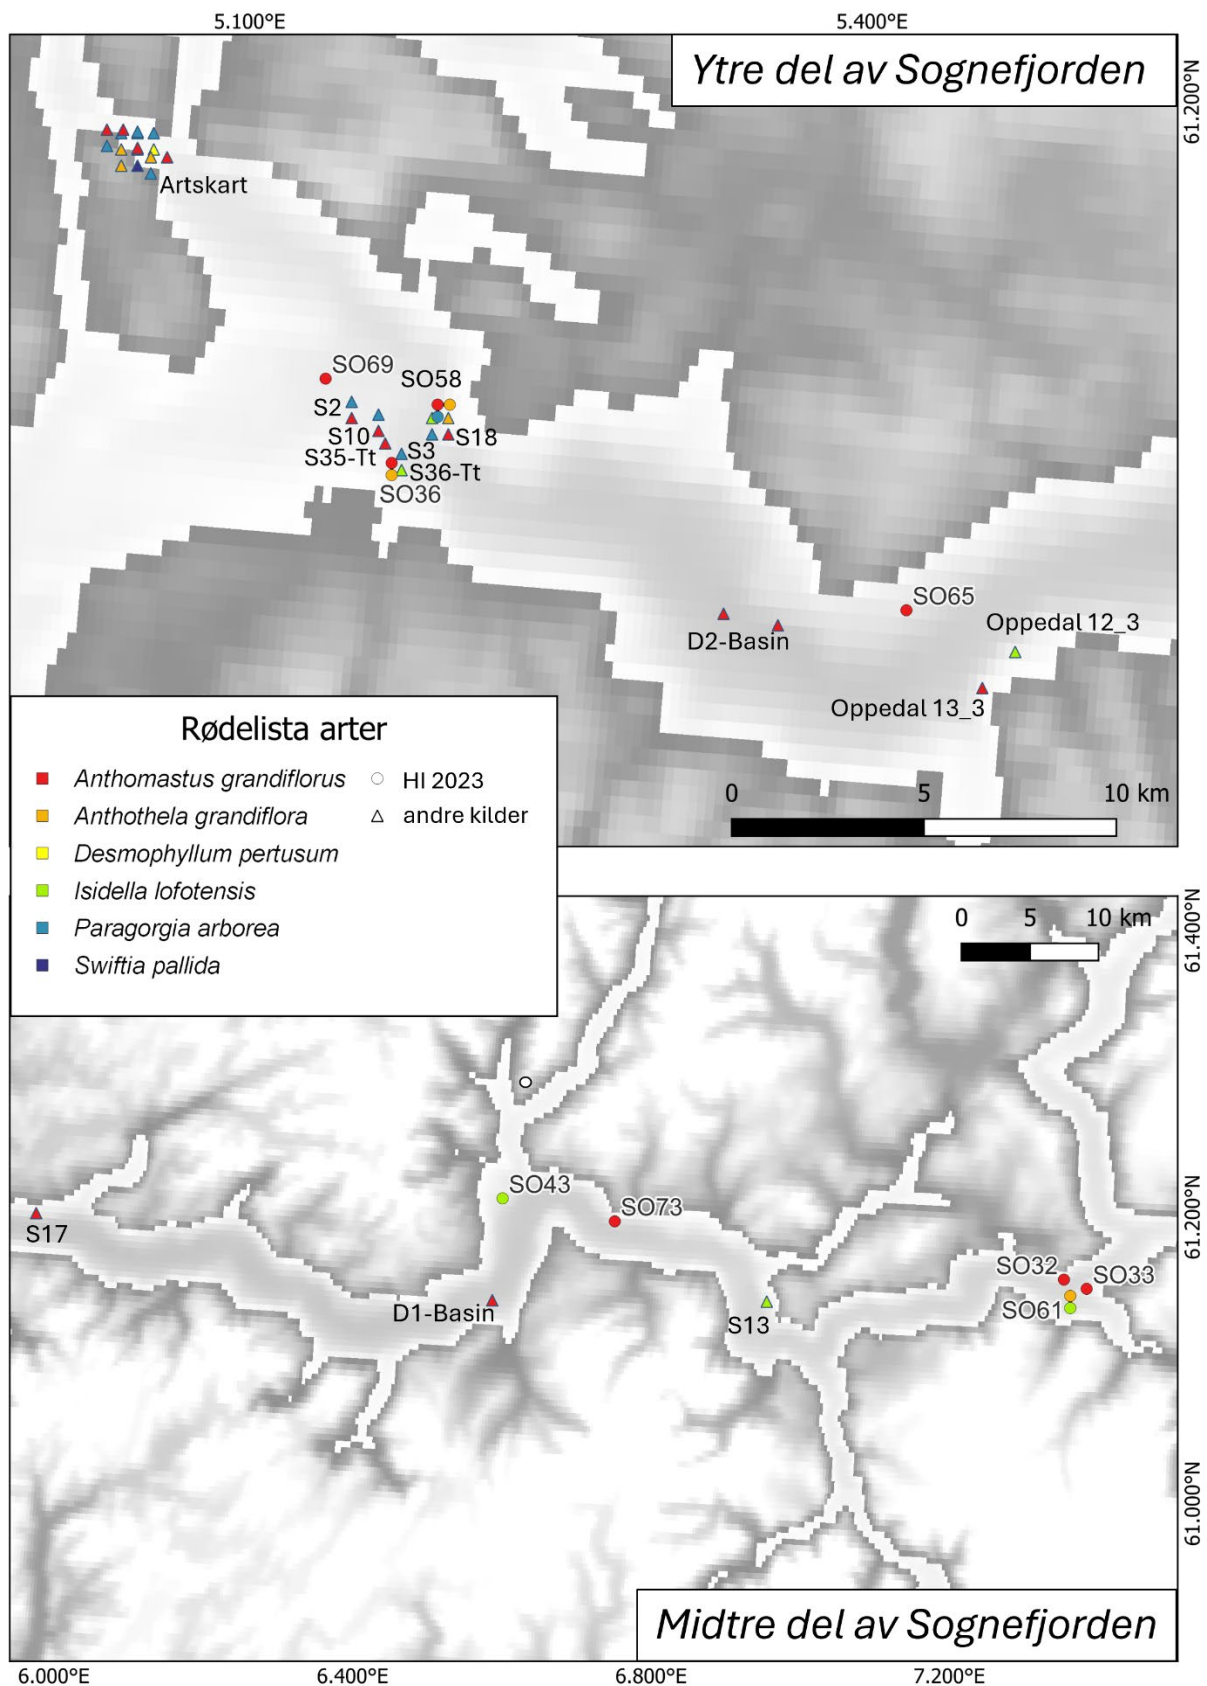 5.100°E
5.400°E
Ytre del av Sognefjorden
61.200°N
Artskart
SO69
SO58
S2
S10
S18
S35-Tt
S3
S36-Tt
SO36
SO65
D2-Basin
Oppedal 12_3
Oppedal 13_3
0 5 10 km
Rødelista arter
Anthomastus grandiflorus
HI 2023
Anthothela grandiflora
andre kilder
Desmophyllum pertusum
Isidella lofotensis
Paragorgia arborea
Swiftia pallida
0 5 10 km
61.400°N
SO43
SO73
S17
61.200°N
SO32
SO33
D1-Basin
S13
SO61
61.000°N
Midtre del av Sognefjorden
6.000°E
6.400°E
6.800°E
7.200°E